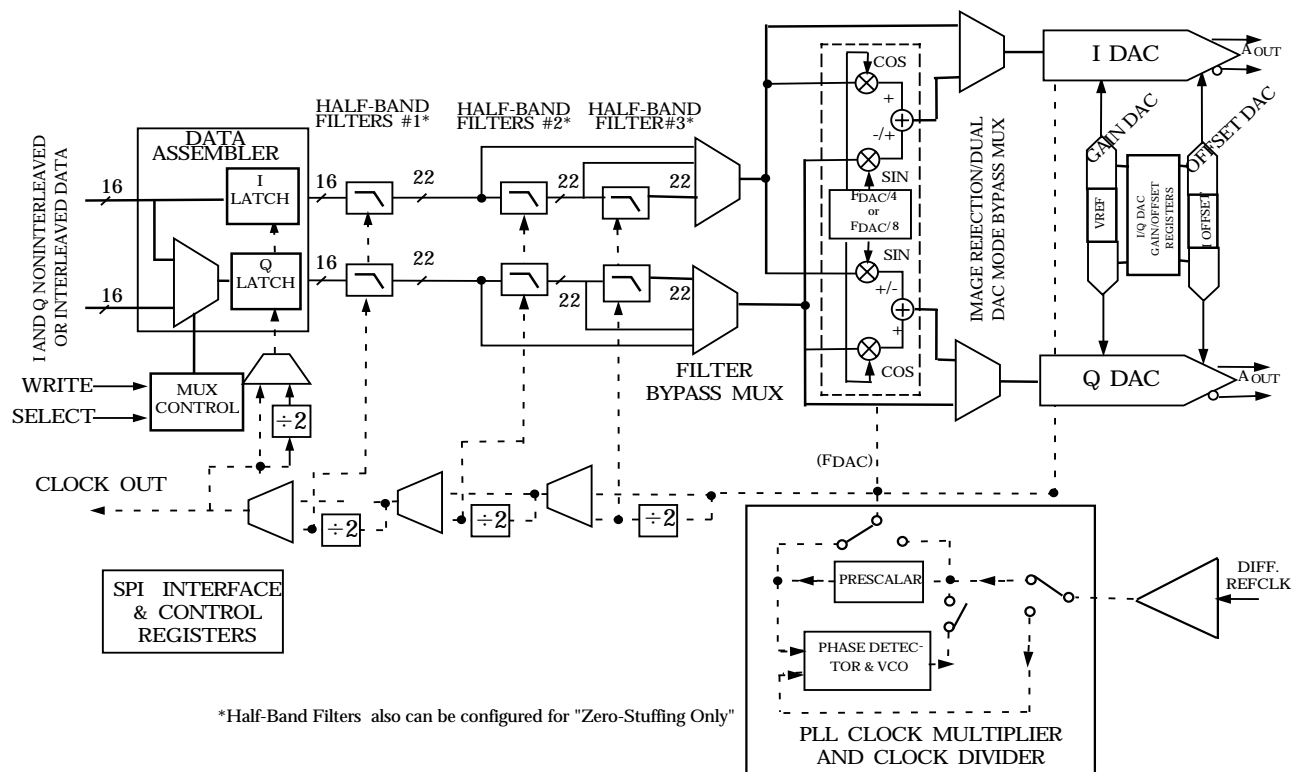 I AND Q NONINTERLEAVED
OR INTERLEAVED DATA
16
16
DATA
ASSEMBLER
I
LATCH
Q
LATCH
WRITE
SELECT
MUX
CONTROL
÷2
CLOCK OUT
HALF-BAND
FILTERS #1*
HALF-BAND
FILTERS #2*
HALF-BAND
FILTER#3*
16
22
22
22
16
22
22
22
÷2
÷2
÷2
FILTER
BYPASS MUX
COS
+
-/+
SIN
FDAC/4
or
FDAC/8
SIN
+/-
+
COS
(FDAC)
IMAGE REJECTION/DUAL
DAC MODE BYPASS MUX
I DAC
AOUT
GAIN DAC
OFFSET DAC
VREF
I/Q DAC
GAIN/OFFSET
REGISTERS
I OFFSET
Q DAC
AOUT
PRESCALAR
PHASE DETEC-
TOR & VCO
DIFF.
REFCLK
PLL CLOCK MULTIPLIER
AND CLOCK DIVIDER
SPI INTERFACE
& CONTROL
REGISTERS
*Half-Band Filters also can be configured for "Zero-Stuffing Only"